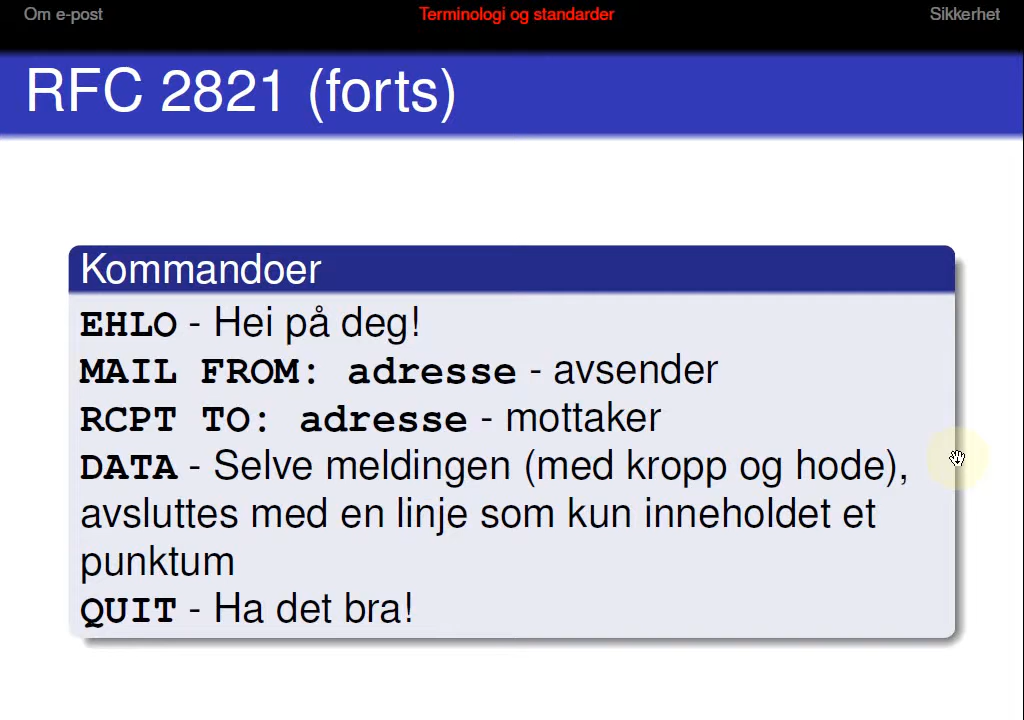 Om e-post
Terminologi og standarder
Sikkerhet
RFC 2821 (forts)
Kommandoer
EHLO - Hei på deg!
MAIL FROM: adresse - avsender
RCPT TO: adresse - mottaker
DATA - Selve meldingen (med kropp og hode),
avsluttes med en linje som kun inneholdet et
punktum
QUIT - Ha det bra!